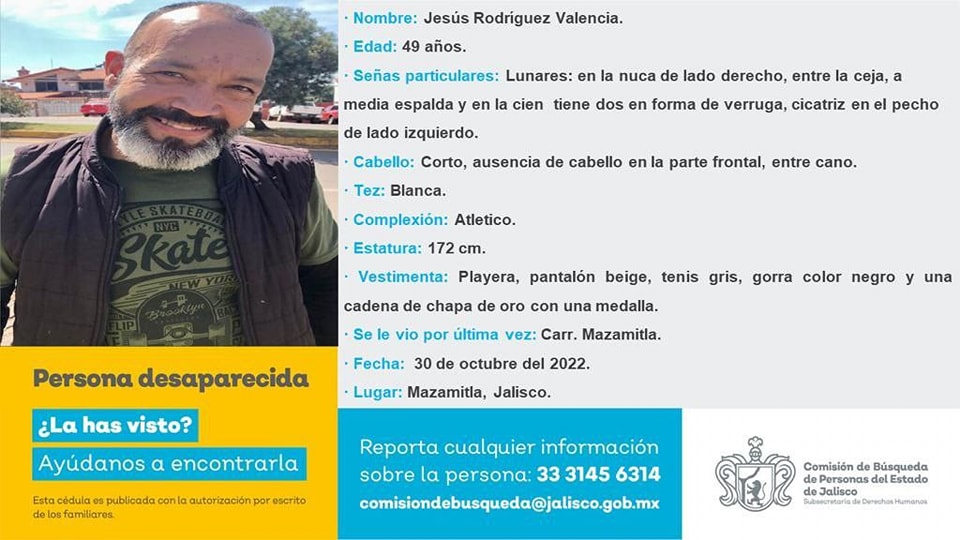 · Nombre: Jesús Rodríguez Valencia.
· Edad: 49 años.
· Señas particulares: Lunares: en la nuca de lado derecho, entre la ceja, a
media espalda y en la cien tiene dos en forma de verruga, cicatriz en el pecho
de lado izquierdo.
· Cabello: Corto, ausencia de cabello en la parte frontal, entre cano.
· Tez: Blanca.
· Complexión: Atletico.
· Estatura: 172 cm.
· Vestimenta: Playera, pantalón beige, tenis gris, gorra color negro y una
cadena de chapa de oro con una medalla.
· Se le vio por última vez: Carr. Mazamitla.
· Fecha: 30 de octubre del 2022.
· Lugar: Mazamitla, Jalisco.
STYLE SKATEBOARD
NYC
Skate
NEW YORK
Brooklyn
FLIP
BAK
Persona desaparecida
¿La has visto?
Ayúdanos a encontrarla
Esta cédula es publicada con la autorización por escrito
de los familiares.
Reporta cualquier información
sobre la persona: 33 3145 6314
comisiondebusqueda@jalisco.gob.mx
Comisión de Búsqueda
de Personas del Estado
de Jalisco
Subsecretaría de Derechos Humanos